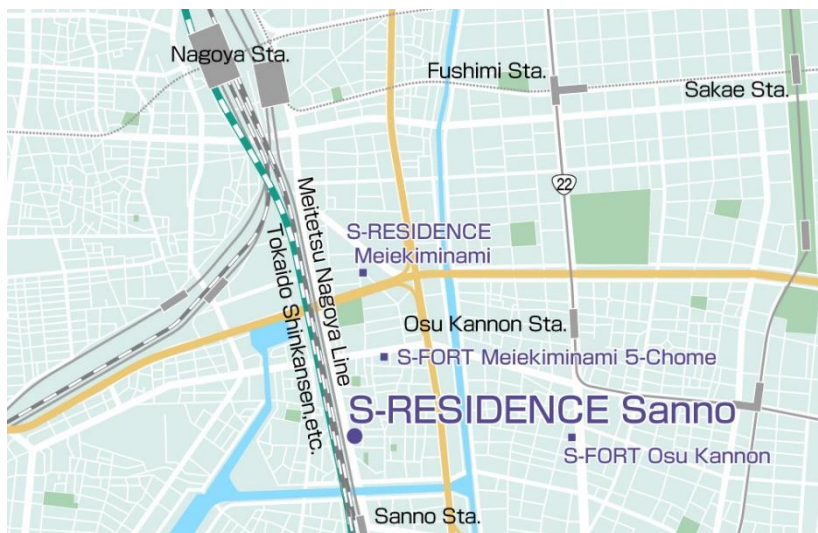 Nagoya Sta.
Fushimi Sta.
Sakae Sta.
22
Meitetsu Nagoya Line
Tokaido Shinkansen,etc.
S-RESIDENCE
Meiekiminami
Osu Kannon Sta.
S-FORT Meiekiminami 5-Chome
S-RESIDENCE Sanno
S-FORT Osu Kannon
Sanno Sta.